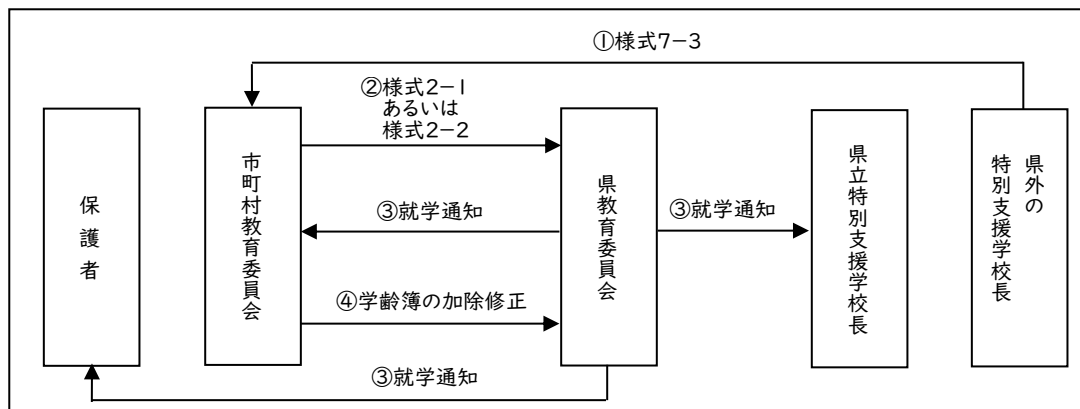 ①様式7-3
②様式2-1
あるいは
様式2-2
保護者
市町村教育委員会
③就学通知
④学齢簿の加除修正
県教育委員会
③就学通知
県立特別支援学校長
県外の
特別支援学校長
③就学通知